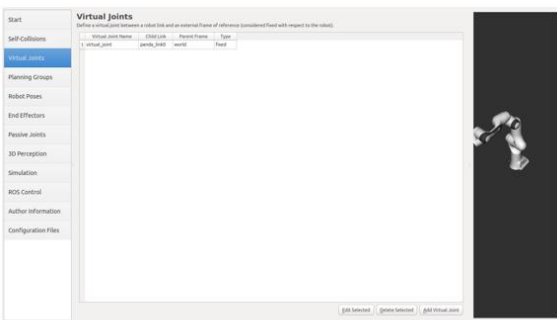 Start
Self-Collisions
Virtual Joints
Planning Groups
Robot Poses
End Effectors
Passive Joints
3D Perception
Simulation
ROS Control
Author Information
Configuration Files
Virtual Joints
Define a virtual joint between a robot link and an external frame of reference (considered fixed with respect to the robot).
Virtual Joint Name Child Link Parent Frame Type
1 virtual_joint panda_link0 world fixed
Edit Selected Delete Selected Add Virtual Joint